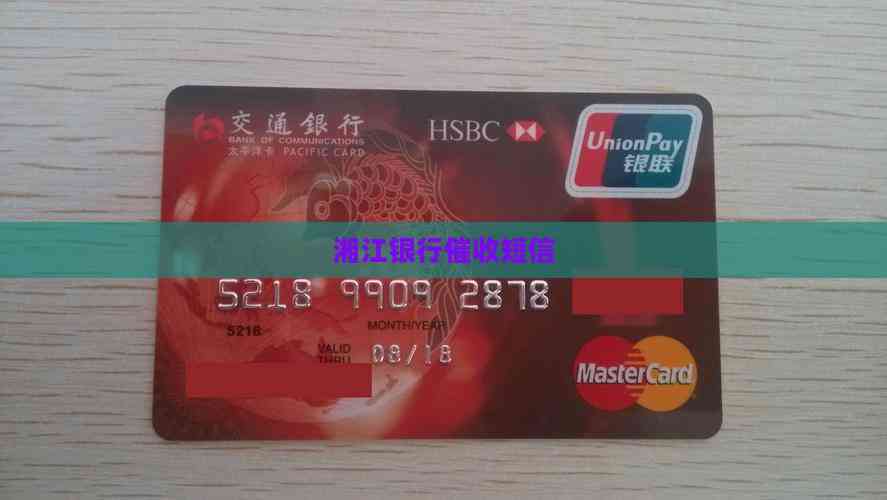 交通銀行
BANK OF COMMUNICATIONS
太平洋卡 PACIFIC CARD
HSBC
UnionPay
银联
湘江银行催收短信
5218 9909 2878
5218
MONTH/YEAR
VALID
THRU
08/18
MasterCard